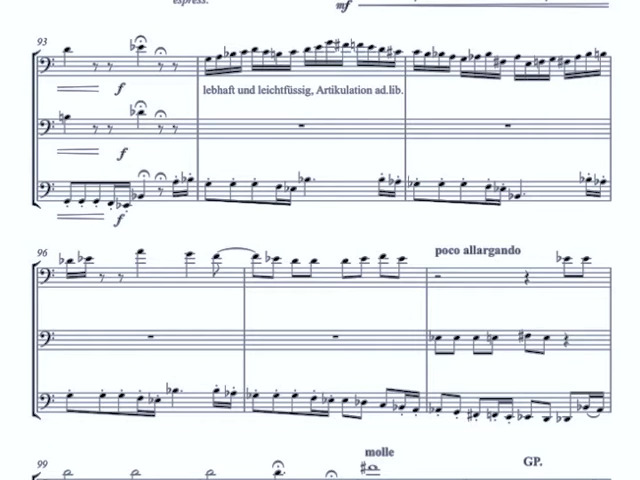 espress.
mf
93
f
lebhaft und leichtfüssig, Artikulation ad.lib.
f
f
96
poco allargando
99
molle
GP.